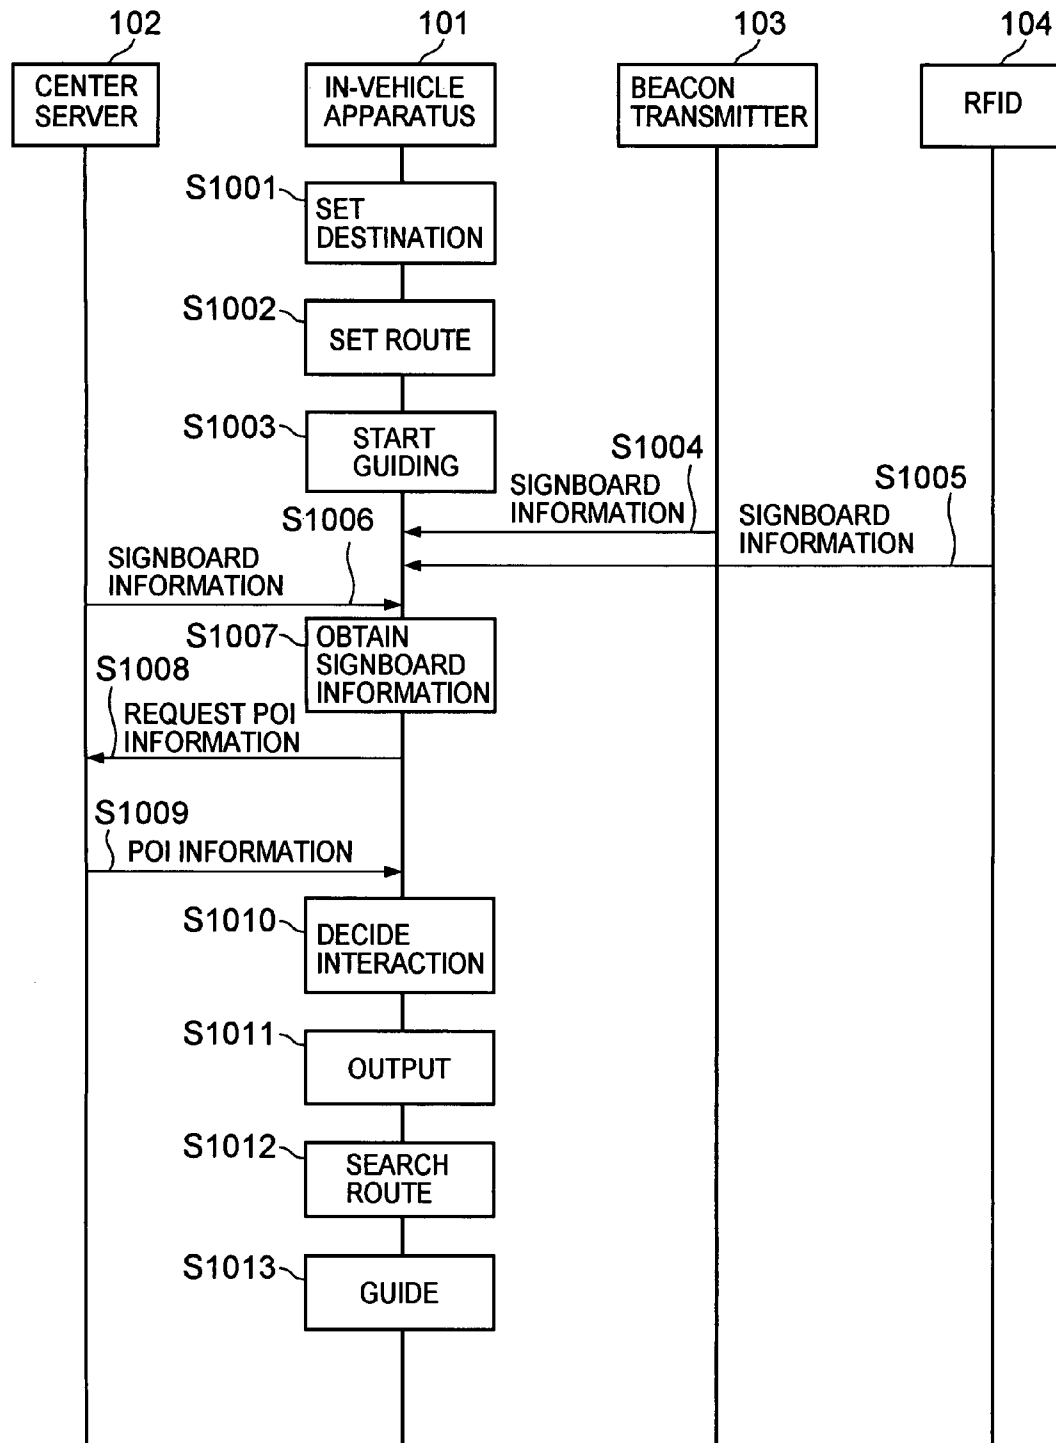 102
101
103
104
CENTER
SERVER
IN-VEHICLE
APPARATUS
BEACON
TRANSMITTER
RFID
S1001
SET
DESTINATION
S1002
SET ROUTE
S1003
START
GUIDING
S1004
SIGNBOARD
INFORMATION
S1005
SIGNBOARD
INFORMATION
S1006
SIGNBOARD
INFORMATION
S1007
OBTAIN
SIGNBOARD
INFORMATION
S1008
REQUEST POI
INFORMATION
S1009
POI INFORMATION
S1010
DECIDE
INTERACTION
S1011
OUTPUT
S1012
SEARCH
ROUTE
S1013
GUIDE